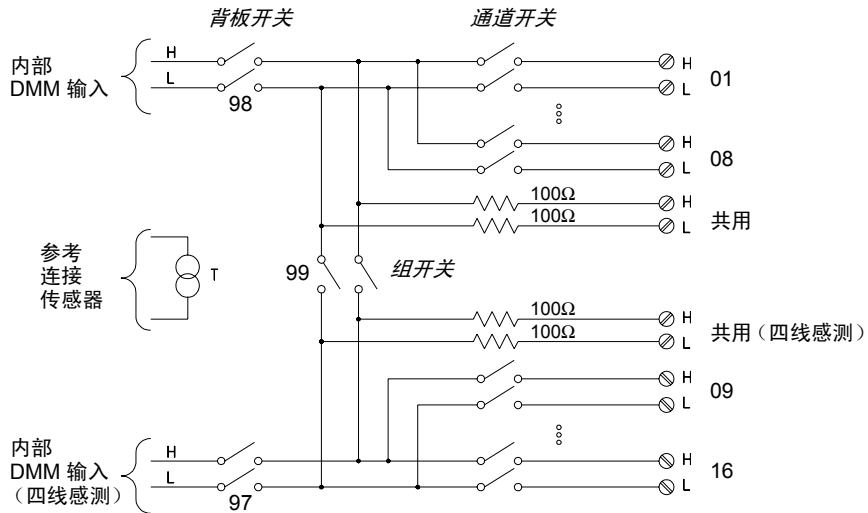 背板开关
通道开关
内部
DMM 输入
H
L
98
H
L
01
H
L
08
100Ω
100Ω
H
L
共用
参考
连接
传感器
T
99
组开关
100Ω
100Ω
H
L
共用（四线感测）
H
L
09
内部
DMM 输入
（四线感测）
H
L
97
H
L
16